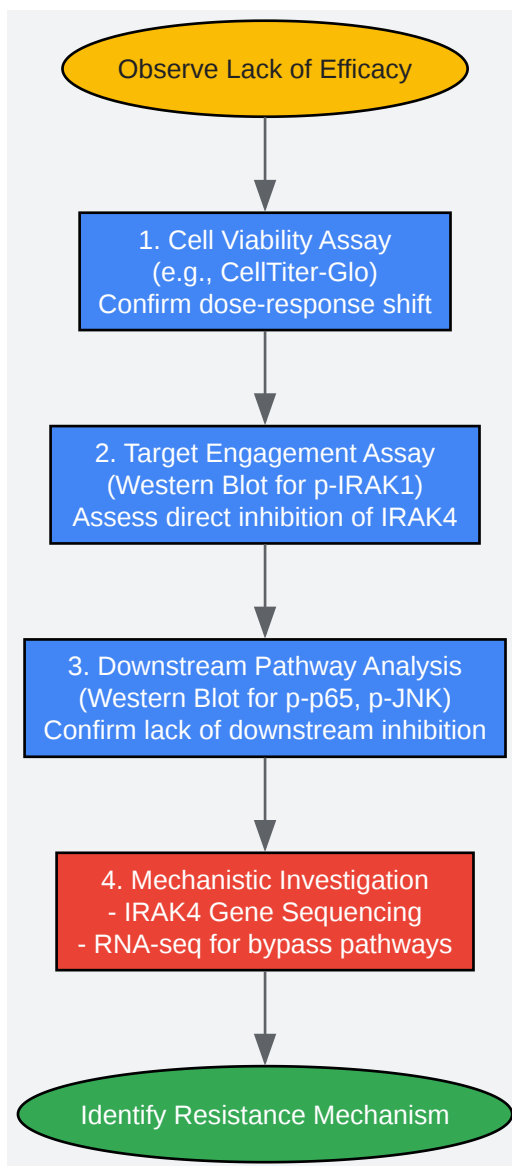 Observe Lack of Efficacy
1. Cell Viability Assay
(e.g., CellTiter-Glo)
Confirm dose-response shift
2. Target Engagement Assay
(Western Blot for p-IRAK1)
Assess direct inhibition of IRAK4
3. Downstream Pathway Analysis
(Western Blot for p-p65, p-JNK)
Confirm lack of downstream inhibition
4. Mechanistic Investigation
- IRAK4 Gene Sequencing
- RNA-seq for bypass pathways
Identify Resistance Mechanism